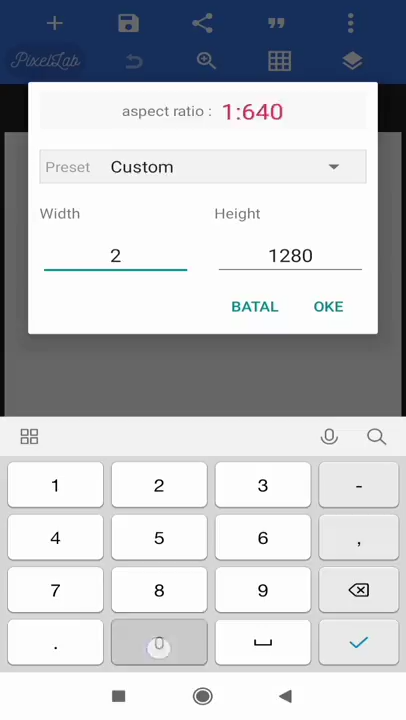 PixelLab
aspect ratio : 1:640
Preset Custom
Width Height
2 1280
BATAL OKE
1 2 3 -
4 5 6 ,
7 8 9
. 0